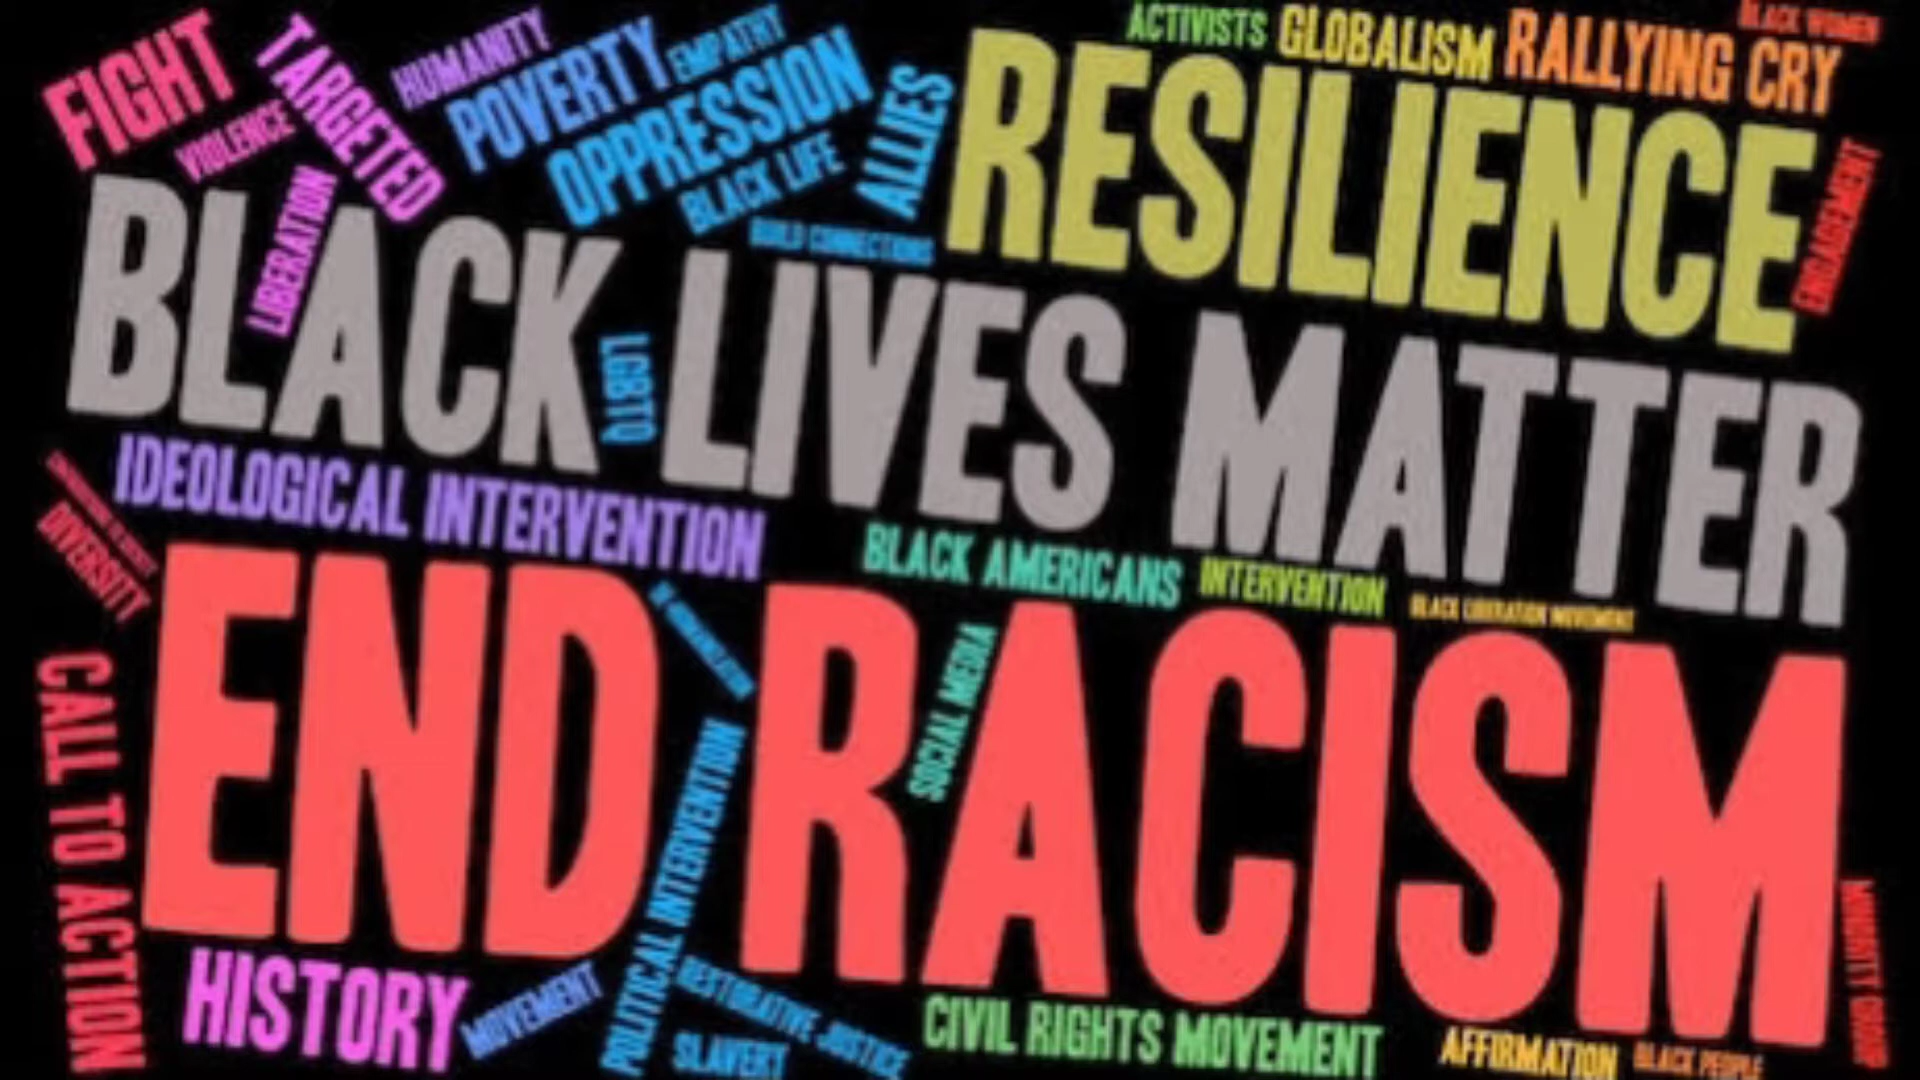 FIGHT
TARGETED
HUMANITY
POVERTY
EMPATHY
OPPRESSION
VIOLENCE
BLACK LIFE
ALLIES
ACTIVISTS
GLOBALISM
RALLYING CRY
BLACK WOMEN
RESILIENCE
ENGAGEMENT
LIBERATION
BUILD CONNECTIONS
BLACK LIVES MATTER
LGBTQ
IDEOLOGICAL INTERVENTION
DIVERSITY
BLACK AMERICANS
INTERVENTION
BLACK LIBERATION MOVEMENT
END RACISM
SOCIAL MEDIA
CALL TO ACTION
POLITICAL INTERVENTION
MINORITY GROUP
HISTORY
MOVEMENT
RESTORATIVE JUSTICE
SLAVERY
CIVIL RIGHTS MOVEMENT
AFFIRMATION
BLACK PEOPLE